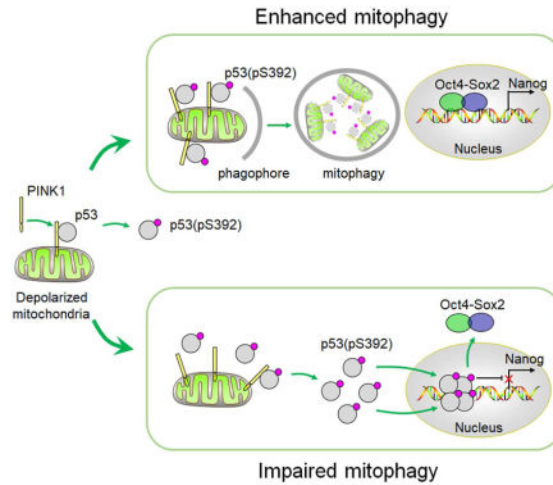 Enhanced mitophagy
p53(pS392)
Oct4-Sox2
Nanog
Nucleus
phagophore
mitophagy
PINK1
p53
p53(pS392)
Depolarized
mitochondria
Oct4-Sox2
p53(pS392)
Nanog
Nucleus
Impaired mitophagy